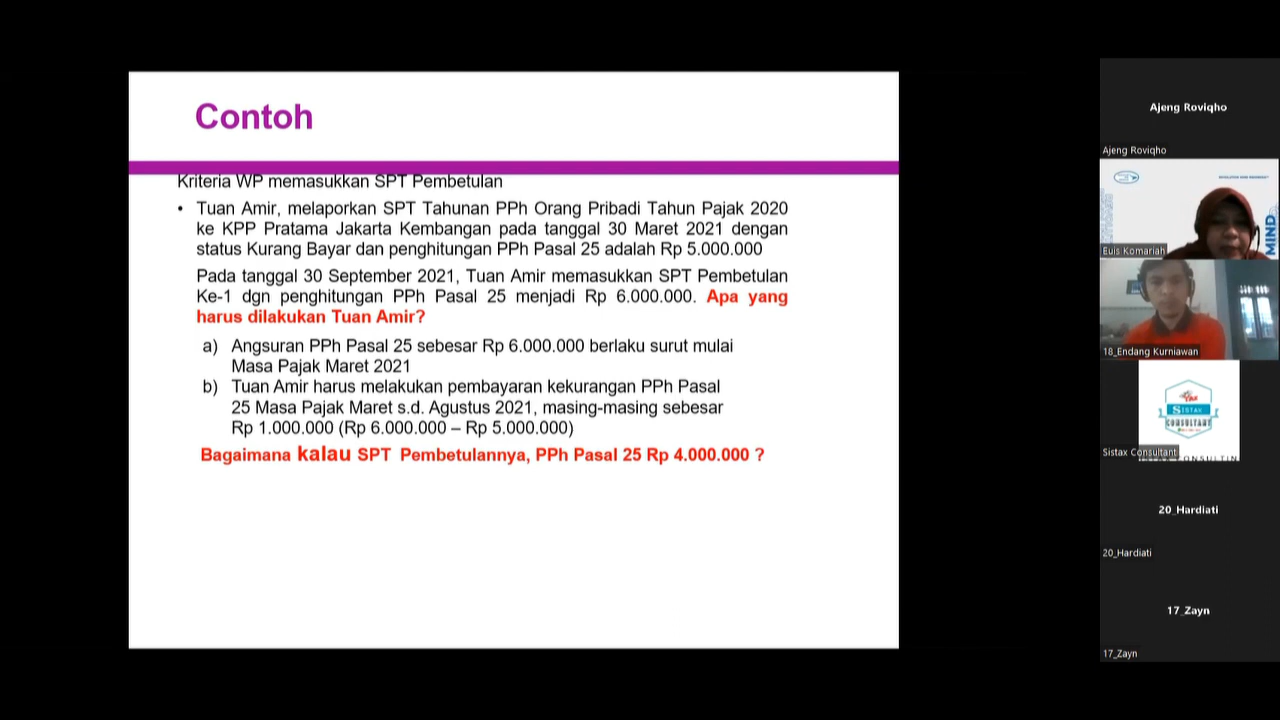 Contoh
Kriteria WP memasukkan SPT Pembetulan
• Tuan Amir, melaporkan SPT Tahunan PPh Orang Pribadi Tahun Pajak 2020
ke KPP Pratama Jakarta Kembangan pada tanggal 30 Maret 2021 dengan
status Kurang Bayar dan penghitungan PPh Pasal 25 adalah Rp 5.000.000
Pada tanggal 30 September 2021, Tuan Amir memasukkan SPT Pembetulan
Ke-1 dgn penghitungan PPh Pasal 25 menjadi Rp 6.000.000. Apa yang
harus dilakukan Tuan Amir?
a) Angsuran PPh Pasal 25 sebesar Rp 6.000.000 berlaku surut mulai
Masa Pajak Maret 2021
b) Tuan Amir harus melakukan pembayaran kekurangan PPh Pasal
25 Masa Pajak Maret s.d. Agustus 2021, masing-masing sebesar
Rp 1.000.000 (Rp 6.000.000 – Rp 5.000.000)
Bagaimana kalau SPT Pembetulannya, PPh Pasal 25 Rp 4.000.000 ?
Ajeng Roviqho
Ajeng Roviqho
MIND
Euis Komariah
18_Endang Kurniawan
SISTAX
CONSULTANT
Sistax Consultant
20_Hardiati
20_Hardiati
17_Zayn
17_Zayn